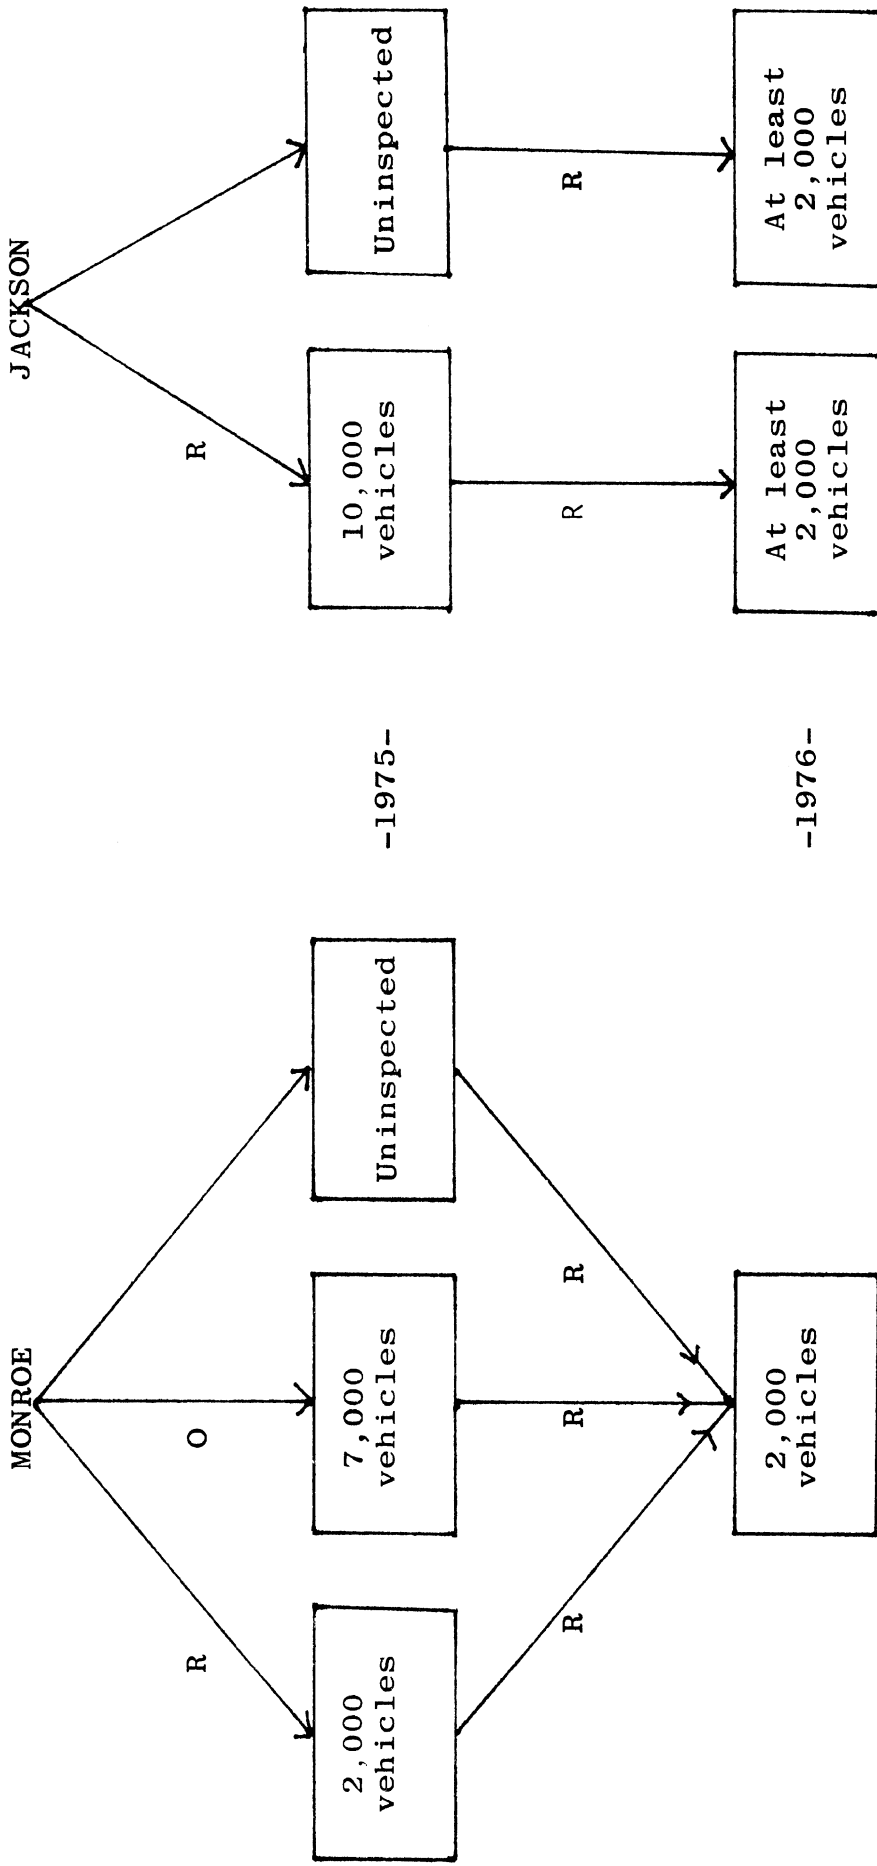 MONROE
JACKSON
R
O
R
2,000
vehicles
7,000
vehicles
Uninspected
-1975-
10,000
vehicles
Uninspected
R
R
R
R
R
2,000
vehicles
-1976-
At least
2,000
vehicles
At least
2,000
vehicles